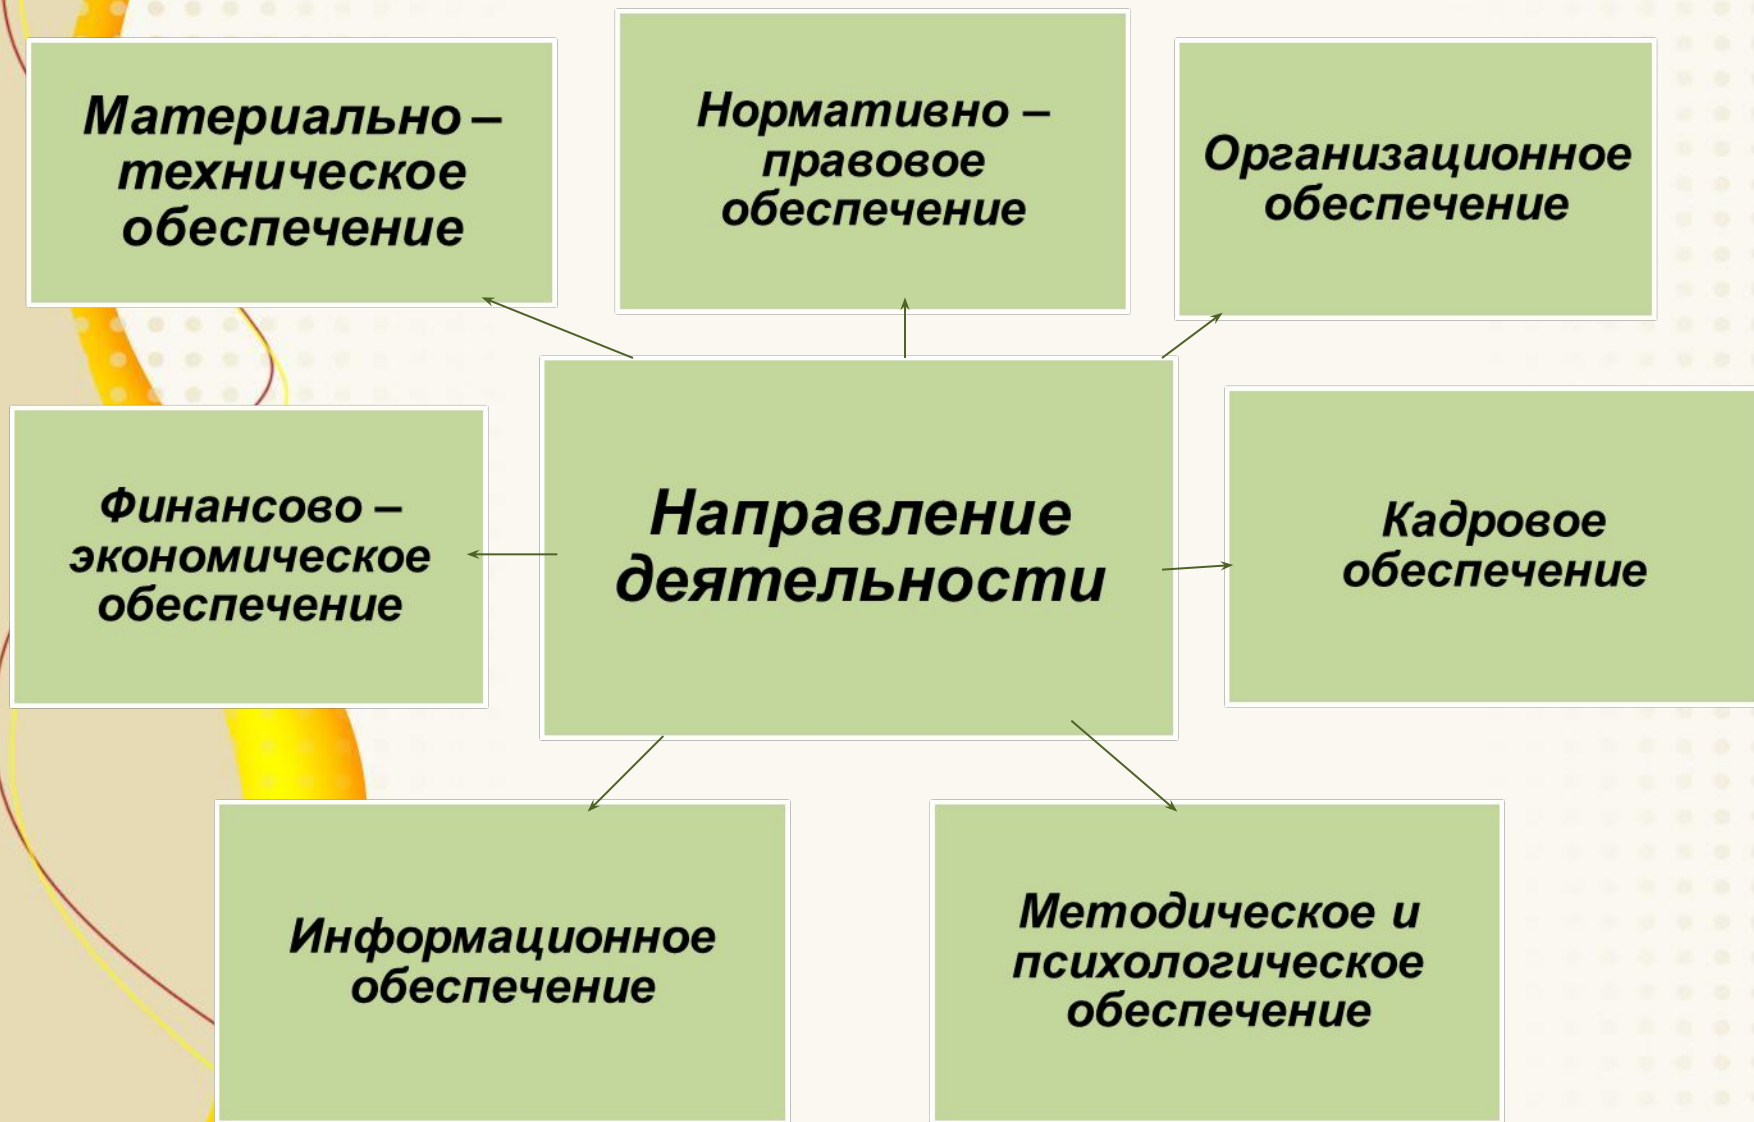 Материально –
техническое
обеспечение
Нормативно –
правовое
обеспечение
Организационное
обеспечение
Финансово –
экономическое
обеспечение
Направление
деятельности
Кадровое
обеспечение
Информационное
обеспечение
Методическое и
психологическое
обеспечение